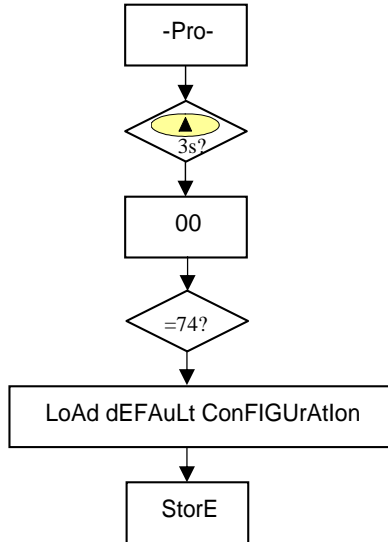 -Pro-
3s?
00
=74?
LoAd dEFAuLt ConFIGUrAtIon
StorE